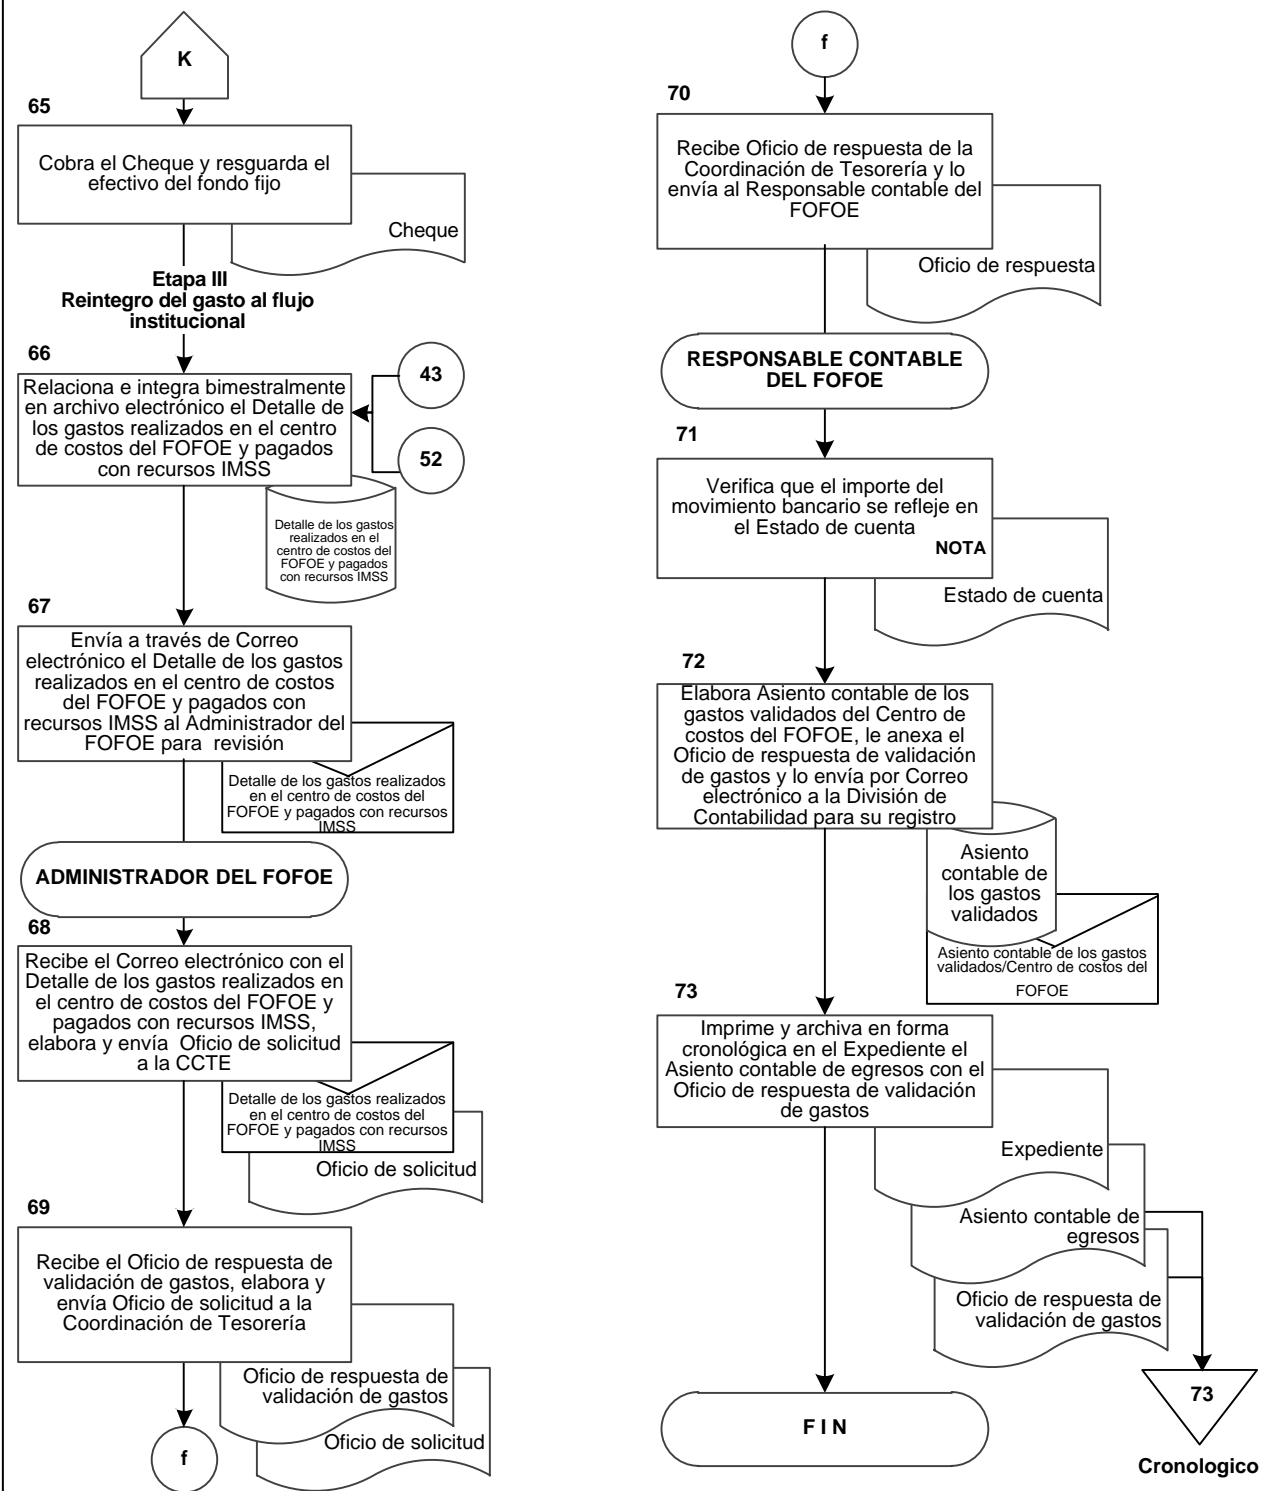 K
65
Cobra el Cheque y resguarda el
efectivo del fondo fijo
Cheque
Etapa III
Reintegro del gasto al flujo
institucional
66
Relaciona e integra bimestralmente
en archivo electrónico el Detalle de
los gastos realizados en el centro
de costos del FOFOE y pagados
con recursos IMSS
43
52
Detalle de los gastos
realizados en el
centro de costos del
FOFOE y pagados
con recursos IMSS
67
Envía a través de Correo
electrónico el Detalle de los gastos
realizados en el centro de costos
del FOFOE y pagados con
recursos IMSS al Administrador del
FOFOE para revisión
Detalle de los gastos realizados
en el centro de costos del
FOFOE y pagados con recursos
IMSS
ADMINISTRADOR DEL FOFOE
68
Recibe el Correo electrónico con el
Detalle de los gastos realizados en
el centro de costos del FOFOE y
pagados con recursos IMSS,
elabora y envía Oficio de solicitud
a la CCTE
Detalle de los gastos realizados
en el centro de costos del
FOFOE y pagados con recursos
IMSS
Oficio de solicitud
69
Recibe el Oficio de respuesta de
validación de gastos, elabora y
envía Oficio de solicitud a la
Coordinación de Tesorería
Oficio de respuesta de
validación de gastos
Oficio de solicitud
f
f
70
Recibe Oficio de respuesta de la
Coordinación de Tesorería y lo
envía al Responsable contable del
FOFOE
Oficio de respuesta
RESPONSABLE CONTABLE
DEL FOFOE
71
Verifica que el importe del
movimiento bancario se refleje en
el Estado de cuenta
NOTA
Estado de cuenta
72
Elabora Asiento contable de los
gastos validados del Centro de
costos del FOFOE, le anexa el
Oficio de respuesta de validación
de gastos y lo envía por Correo
electrónico a la División de
Contabilidad para su registro
Asiento
contable de
los gastos
validados
Asiento contable de los gastos
validados/Centro de costos del
FOFOE
73
Imprime y archiva en forma
cronológica en el Expediente el
Asiento contable de egresos con el
Oficio de respuesta de validación
de gastos
Expediente
Asiento contable de
egresos
Oficio de respuesta de
validación de gastos
73
Cronologico
F I N